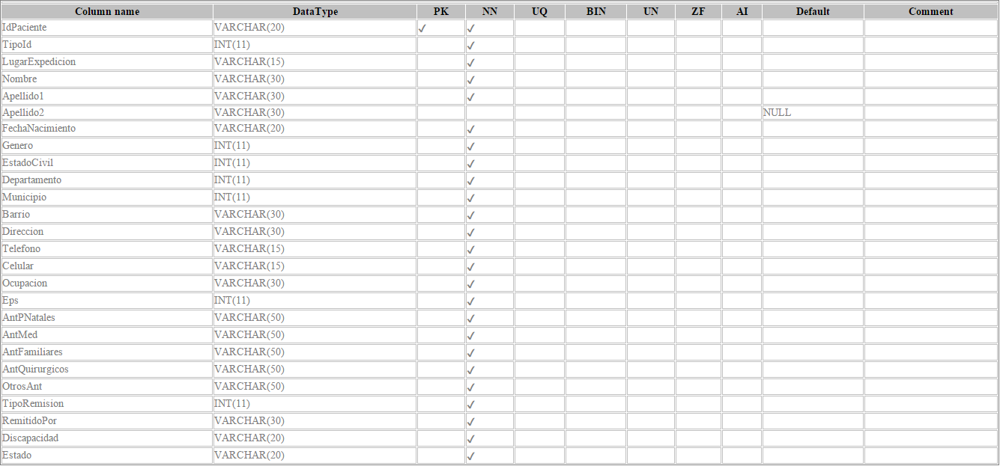 Column name DataType PK NN UQ BIN UN ZF AI Default Comment
IdPaciente VARCHAR(20) ✓ ✓
TipoId INT(11) ✓
LugarExpedicion VARCHAR(15) ✓
Nombre VARCHAR(30) ✓
Apellido1 VARCHAR(30) ✓
Apellido2 VARCHAR(30) NULL
FechaNacimiento VARCHAR(20) ✓
Genero INT(11) ✓
EstadoCivil INT(11) ✓
Departamento INT(11) ✓
Municipio INT(11) ✓
Barrio VARCHAR(30) ✓
Direccion VARCHAR(30) ✓
Telefono VARCHAR(15) ✓
Celular VARCHAR(15) ✓
Ocupacion VARCHAR(30) ✓
Eps INT(11) ✓
AntPNatales VARCHAR(50) ✓
AntMed VARCHAR(50) ✓
AntFamiliares VARCHAR(50) ✓
AntQuirurgicos VARCHAR(50) ✓
OtrosAnt VARCHAR(50) ✓
TipoRemision INT(11) ✓
RemitidoPor VARCHAR(30) ✓
Discapacidad VARCHAR(20) ✓
Estado VARCHAR(20) ✓